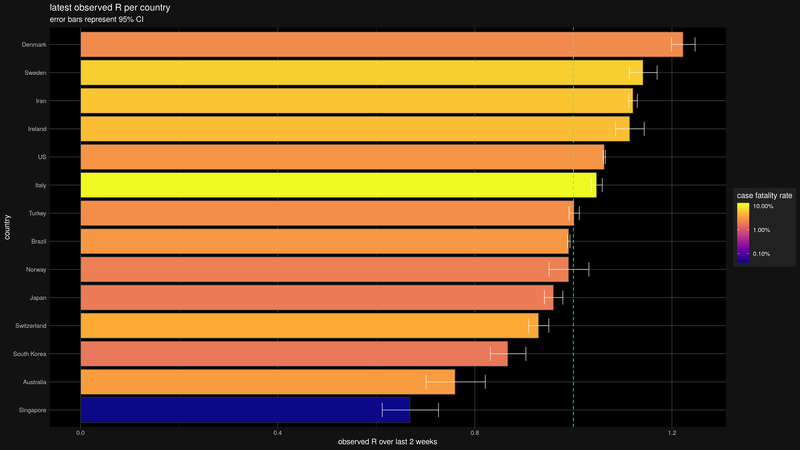 latest observed R per country
error bars represent 95% CI
Denmark
Sweden
Iran
Ireland
US
Italy
Turkey
Brazil
Norway
Japan
Switzerland
South Korea
Australia
Singapore
country
0.0
0.4
0.8
1.2
observed R over last 2 weeks
case fatality rate
10.00%
1.00%
0.10%